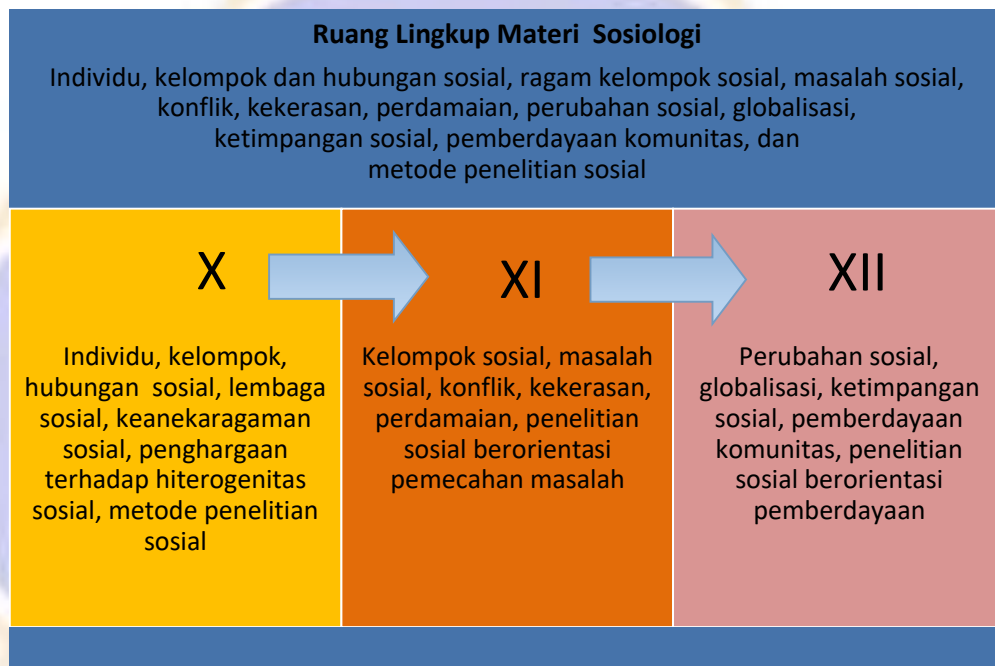 Ruang Lingkup Materi Sosiologi
Individu, kelompok dan hubungan sosial, ragam kelompok sosial, masalah sosial,
konflik, kekerasan, perdamaian, perubahan sosial, globalisasi,
ketimpangan sosial, pemberdayaan komunitas, dan
metode penelitian sosial
X
Individu, kelompok,
hubungan sosial, lembaga
sosial, keanekaragaman
sosial, penghargaan
terhadap hiterogenitas
sosial, metode penelitian
sosial
XI
Kelompok sosial, masalah
sosial, konflik, kekerasan,
perdamaian, penelitian
sosial berorientasi
pemecahan masalah
XII
Perubahan sosial,
globalisasi, ketimpangan
sosial, pemberdayaan
komunitas, penelitian
sosial berorientasi
pemberdayaan